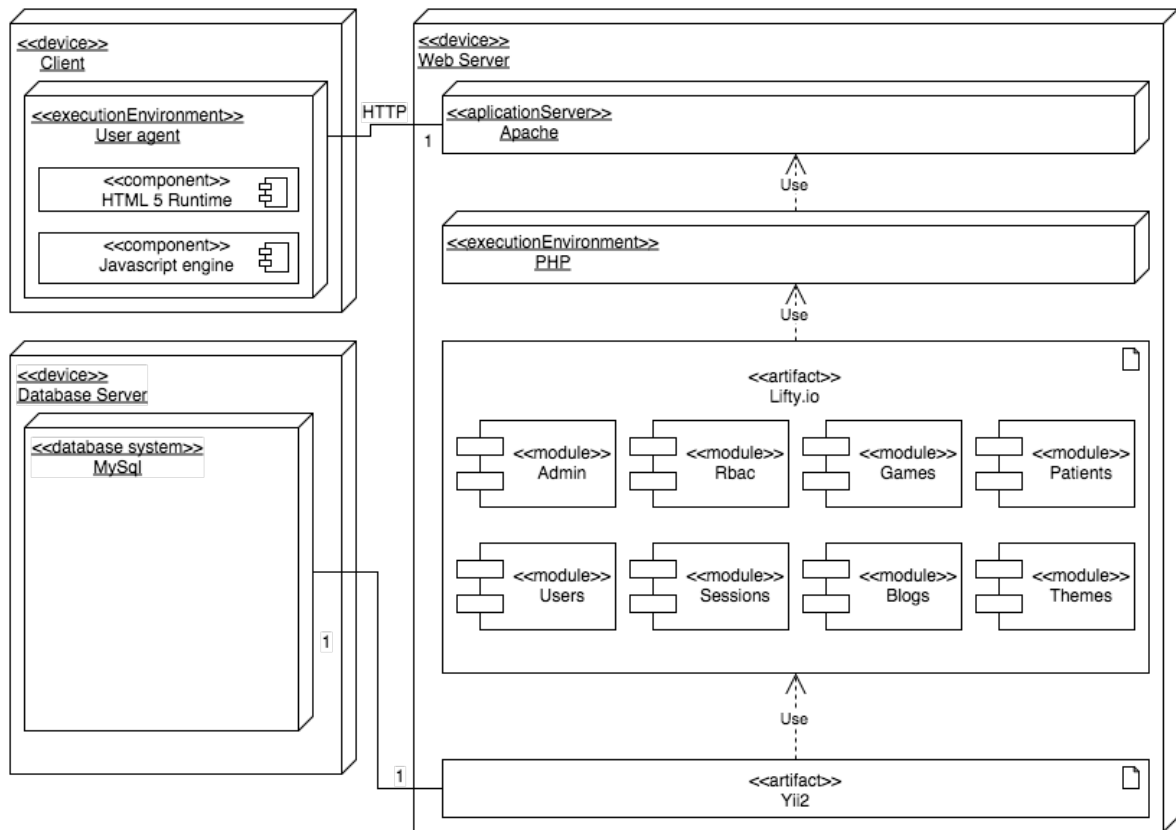 <<device>>
Client
<<executionEnvironment>>
User agent
<<component>>
HTML 5 Runtime
<<component>>
Javascript engine
HTTP
1
<<device>>
Web Server
<<aplicationServer>>
Apache
Use
<<executionEnvironment>>
PHP
Use
<<artifact>>
Lifty.io
<<module>>
Admin
<<module>>
Rbac
<<module>>
Games
<<module>>
Patients
<<module>>
Users
<<module>>
Sessions
<<module>>
Blogs
<<module>>
Themes
Use
<<artifact>>
Yii2
<<device>>
Database Server
<<database system>>
MySql
1
1